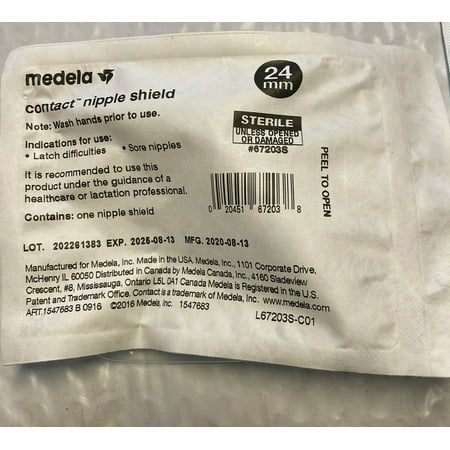 medela
24
mm
contact™ nipple shield
Note: Wash hands prior to use.
Indications for use:
• Latch difficulties • Sore nipples
It is recommended to use this
product under the guidance of a
healthcare or lactation professional.
Contains: one nipple shield
STERILE
UNLESS OPENED
OR DAMAGED
#67203S
PEEL TO OPEN
0 20451 67203 8
LOT. 202261383 EXP. 2025-08-13 MFG. 2020-08-13
Manufactured for Medela, Inc. Made in the USA. Medela, Inc., 1101 Corporate Drive,
McHenry IL 60050 Distributed in Canada by Medela Canada, Inc., 4160 Sladeview
Crescent, #8, Mississauga, Ontario L5L 0A1 Canada Medela is Registered in the U.S.
Patent and Trademark Office. Contact is a trademark of Medela, Inc. www.medela.com
ART.1547663 B 0916 ©2016 Medela, Inc. 1547663
L67203S-C01